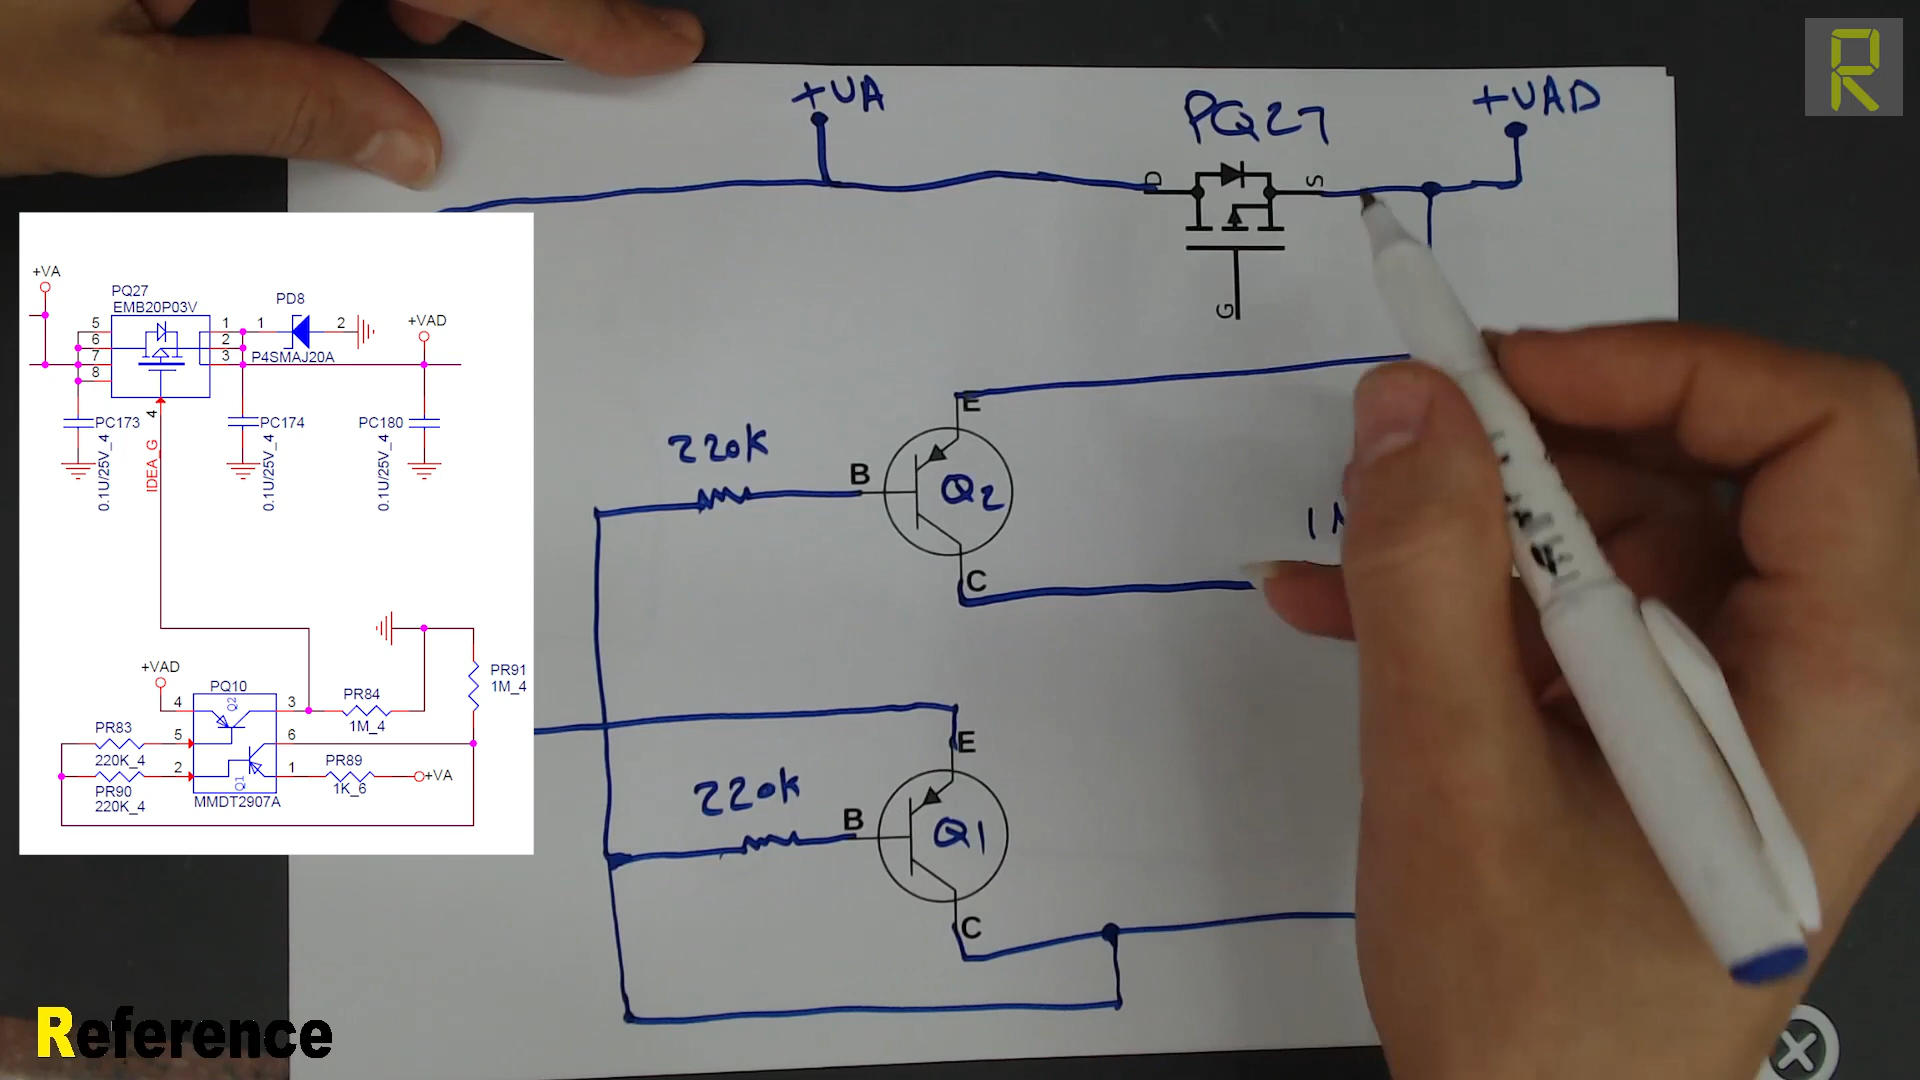 R
+VA
PQ27
+VAD
D
S
G
E
220K
B
Q2
1M
C
E
220K
B
Q1
C
+VA
PQ27
EMB20P03V
PD8
5
6
7
8
1
2
3
1
2
+VAD
P4SMAJ20A
4
PC173
PC174
PC180
0.1U/25V_4
IDEA_G
0.1U/25V_4
0.1U/25V_4
+VAD
PQ10
PR91
1M_4
4
Q2
3
PR84
1M_4
PR83
5
6
220K_4
2
1
PR89
+VA
PR90
Q1
1K_6
220K_4
MMDT2907A
Reference